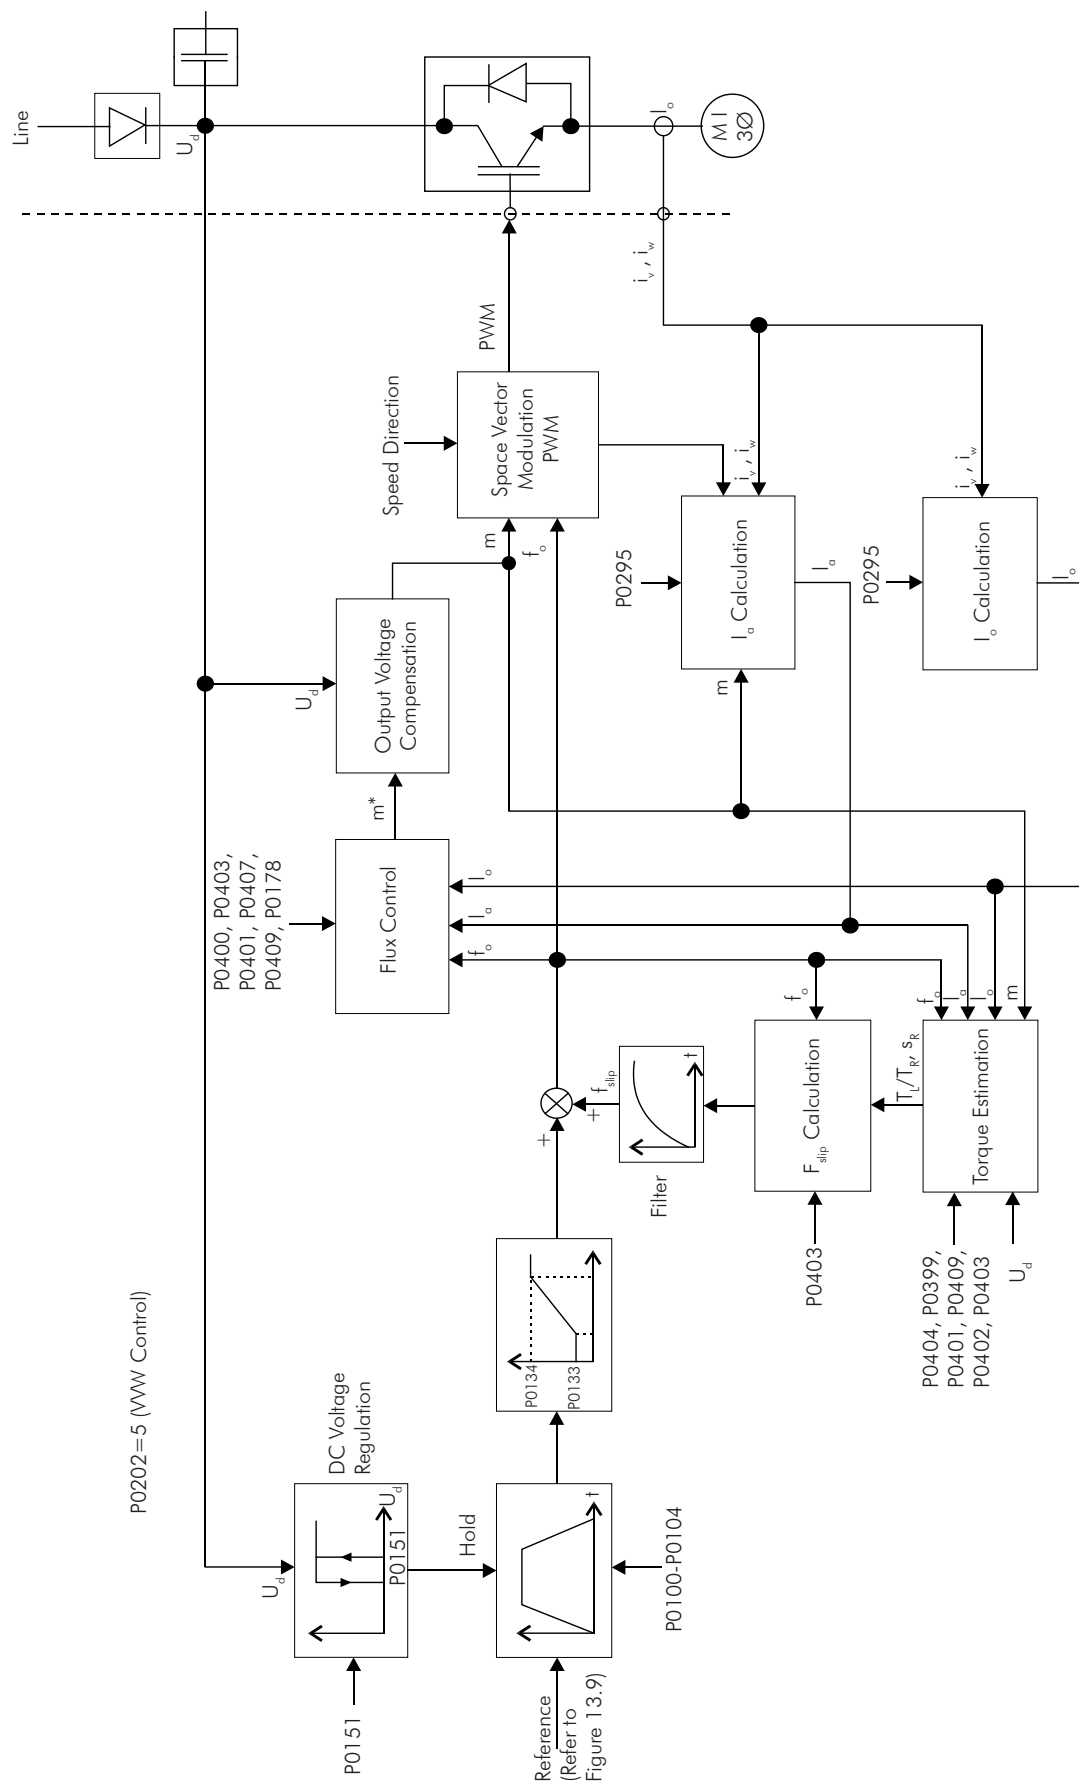 P0202=5 (VVW Control)
Line
U_d
I_o
M I
3Ø
PWM
i_v , i_w
Speed Direction
Space Vector
Modulation
PWM
m
f_o
i_v , i_w
i_v , i_w
P0295
I_a Calculation
I_a
P0295
I_o Calculation
I_o
m
U_d
Output Voltage
Compensation
m*
P0400, P0403,
P0401, P0407,
P0409, P0178
Flux Control
I_o
I_a
f_o
f_o
f_o
I_a
I_o
m
F_slip Calculation
T_L/T_R, s_R
Torque Estimation
f_slip
+
+
t
Filter
P0403
P0404, P0399,
P0401, P0409,
P0402, P0403
U_d
P0134
P0133
DC Voltage
Regulation
U_d
U_d
P0151
P0151
Hold
t
P0100-P0104
Reference
(Refer to
Figure 13.9)